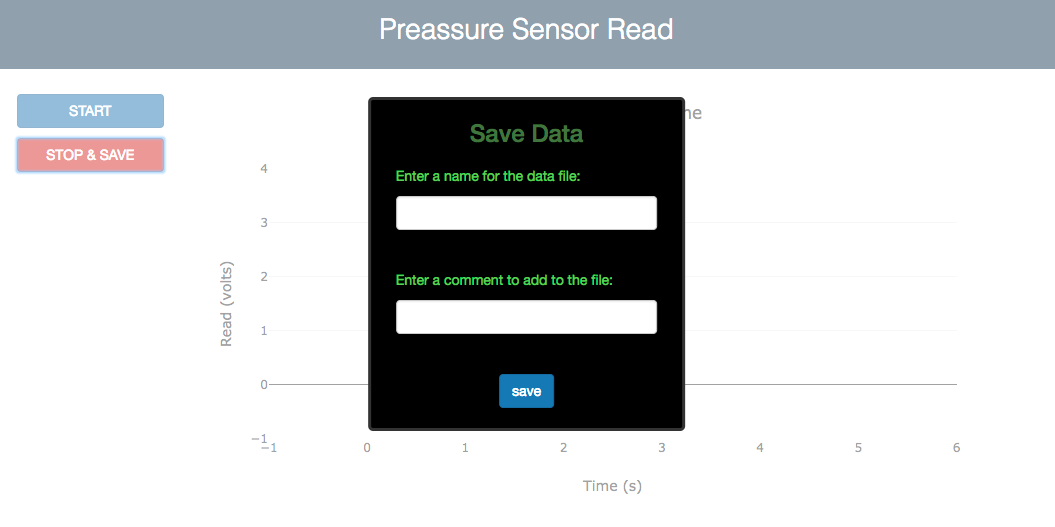 Preassure Sensor Read
START
STOP & SAVE
Save Data
Enter a name for the data file:
Enter a comment to add to the file:
save
ne
4
3
2
1
0
−1
Read (volts)
−1 0 1 2 3 4 5 6
Time (s)